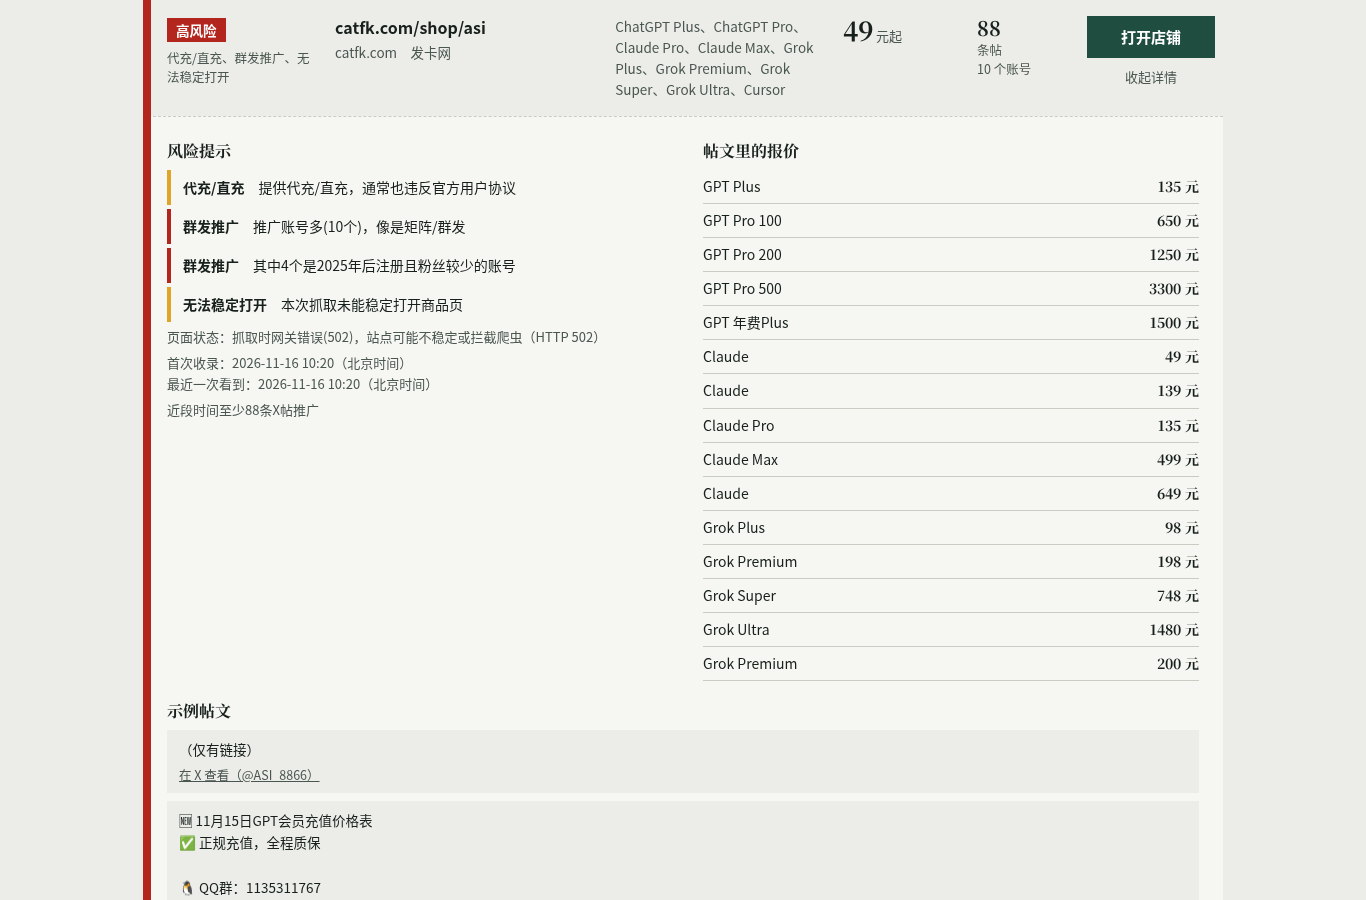 高风险
代充/直充、群发推广、无
法稳定打开
catfk.com/shop/asi
catfk.com 发卡网
ChatGPT Plus、ChatGPT Pro、
Claude Pro、Claude Max、Grok
Plus、Grok Premium、Grok
Super、Grok Ultra、Cursor
49 元起
88
条帖
10 个账号
打开店铺
收起详情
风险提示
代充/直充 提供代充/直充，通常也违反官方用户协议
群发推广 推广账号多(10个)，像是矩阵/群发
群发推广 其中4个是2025年后注册且粉丝较少的账号
无法稳定打开 本次抓取未能稳定打开商品页
页面状态：抓取时网关错误(502)，站点可能不稳定或拦截爬虫（HTTP 502）
首次收录：2026-11-16 10:20（北京时间）
最近一次看到：2026-11-16 10:20（北京时间）
近段时间至少88条X帖推广
帖文里的报价
GPT Plus 135 元
GPT Pro 100 650 元
GPT Pro 200 1250 元
GPT Pro 500 3300 元
GPT 年费Plus 1500 元
Claude 49 元
Claude 139 元
Claude Pro 135 元
Claude Max 499 元
Claude 649 元
Grok Plus 98 元
Grok Premium 198 元
Grok Super 748 元
Grok Ultra 1480 元
Grok Premium 200 元
示例帖文
（仅有链接）
在 X 查看（@ASI_8866）
🆕 11月15日GPT会员充值价格表
✅ 正规充值，全程质保
🐧 QQ群：1135311767